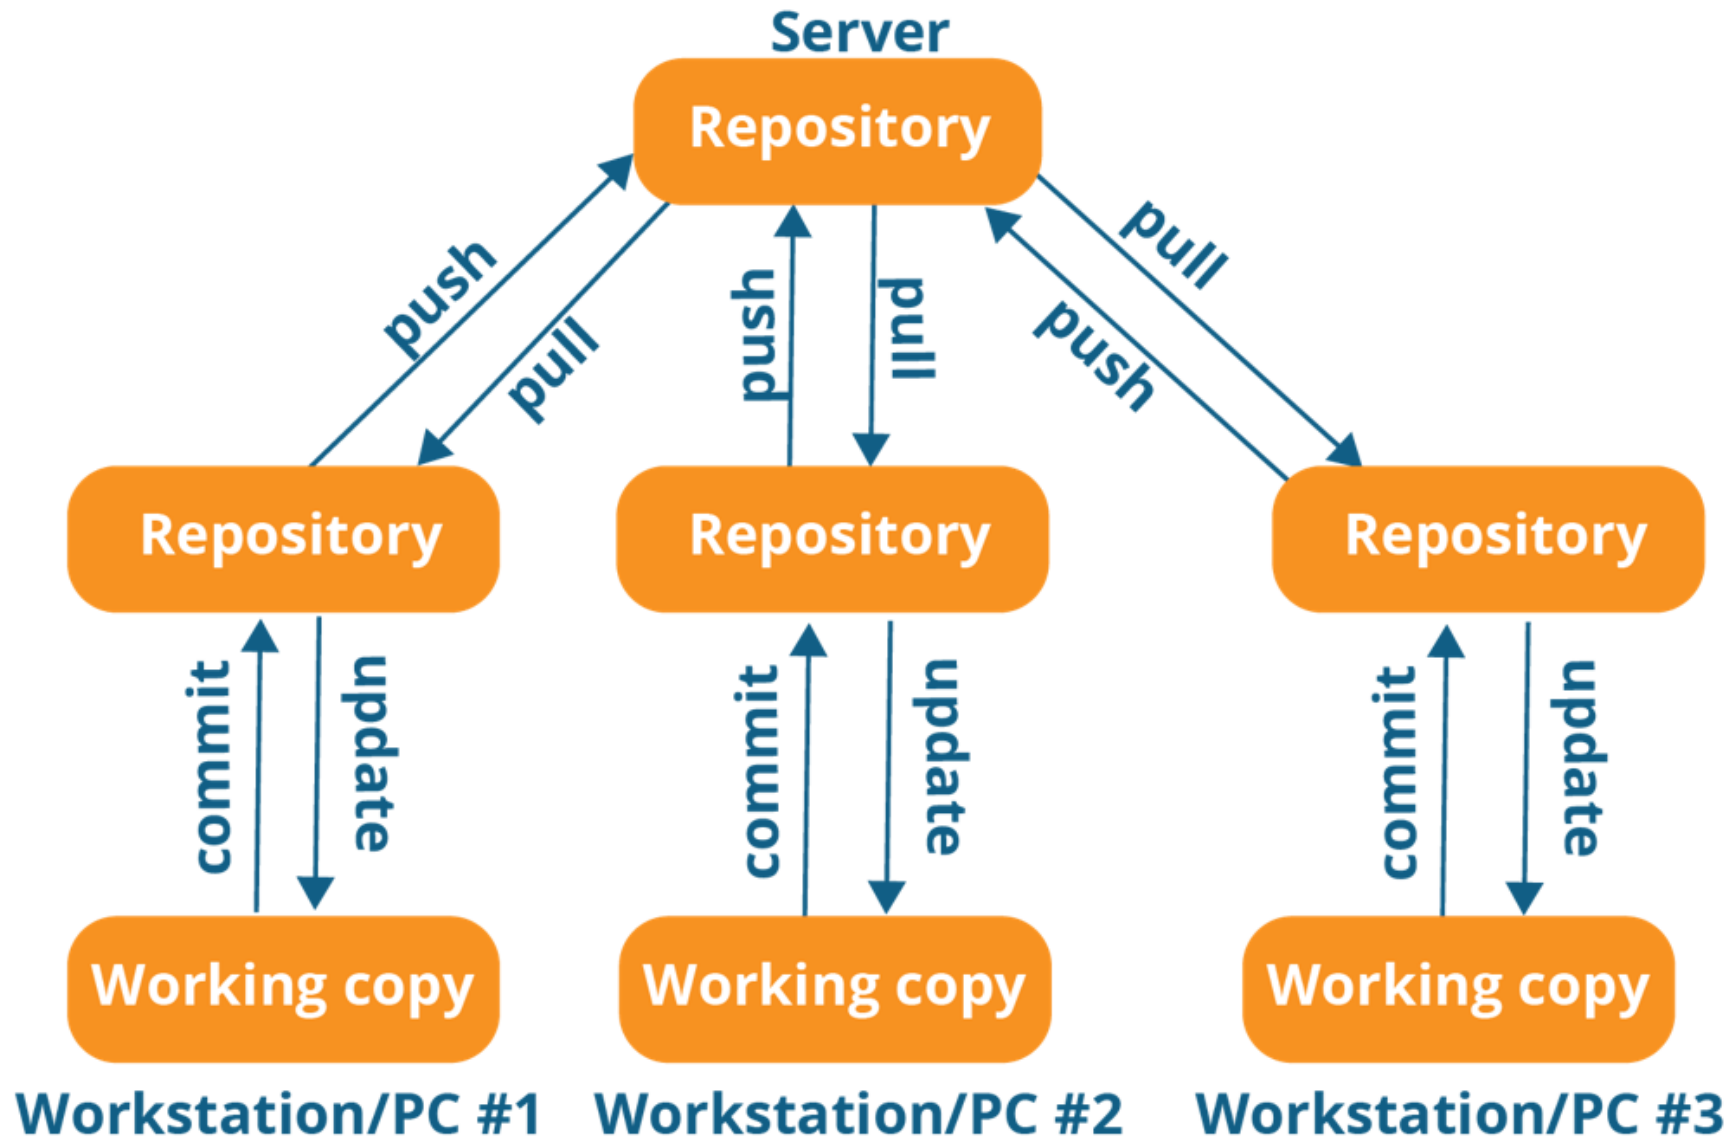 Server
Repository
push
pull
push
pull
push
pull
Repository
Repository
Repository
commit
update
commit
update
commit
update
Working copy
Working copy
Working copy
Workstation/PC #1
Workstation/PC #2
Workstation/PC #3